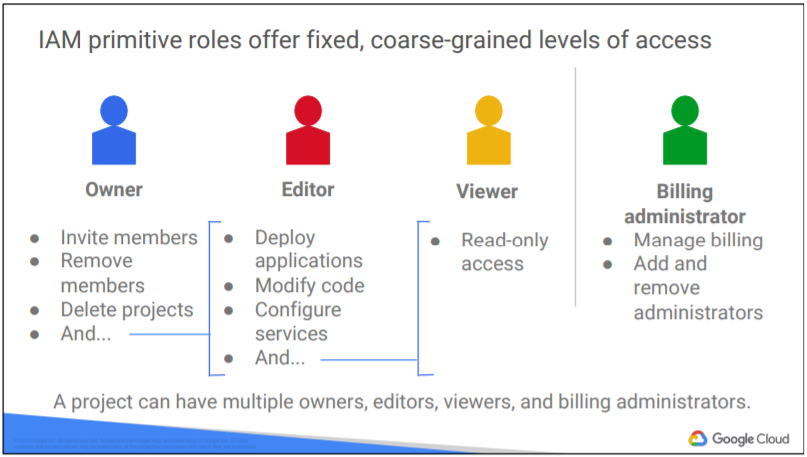 IAM primitive roles offer fixed, coarse-grained levels of access
Owner
● Invite members
● Remove
members
● Delete projects
● And...
Editor
● Deploy
applications
● Modify code
● Configure
services
● And...
Viewer
● Read-only
access
Billing
administrator
● Manage billing
● Add and
remove
administrators
A project can have multiple owners, editors, viewers, and billing administrators.
Google Cloud